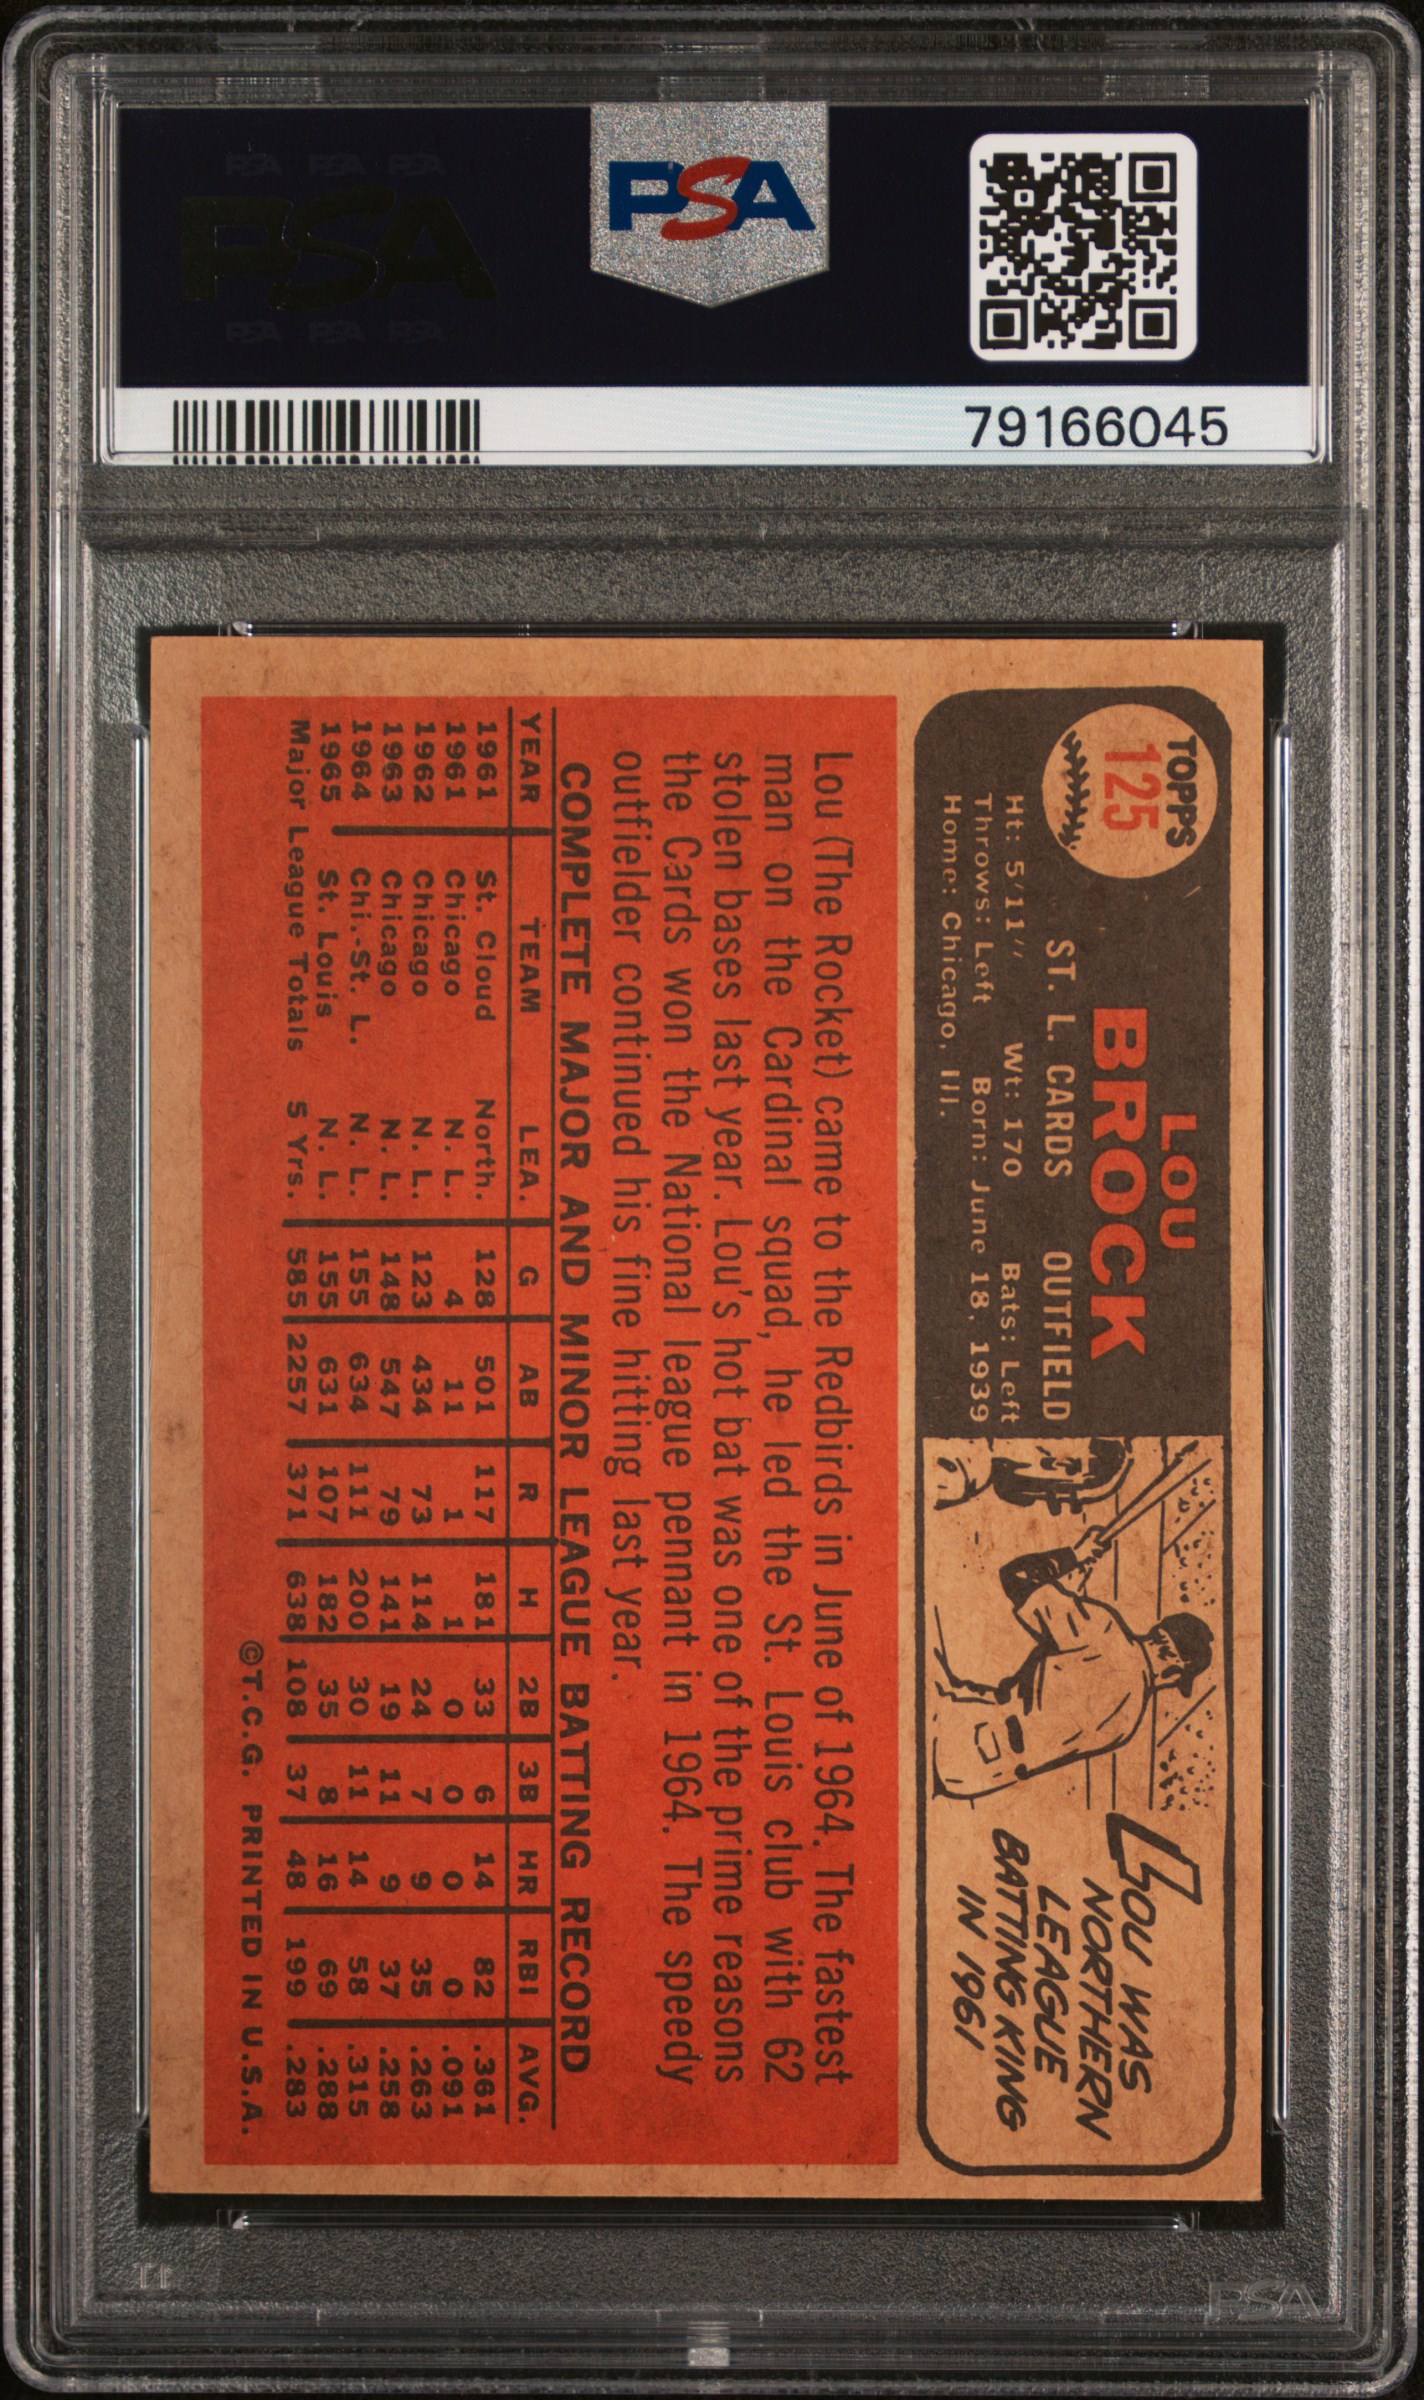 PSA PSA PSA
PSA
PSA PSA PSA
PSA
79166045
TOPPS
125
LOU
BROCK
ST. L. CARDS OUTFIELD
Ht: 5'11" Wt: 170 Bats: Left
Throws: Left Born: June 18, 1939
Home: Chicago, Ill.
LOU WAS
NORTHERN
LEAGUE
BATTING KING
IN 1961
Lou (The Rocket) came to the Redbirds in June of 1964. The fastest
man on the Cardinal squad, he led the St. Louis club with 62
stolen bases last year. Lou's hot bat was one of the prime reasons
the Cards won the National league pennant in 1964. The speedy
outfielder continued his fine hitting last year.
COMPLETE MAJOR AND MINOR LEAGUE BATTING RECORD
YEAR TEAM LEA. G AB R H 2B 3B HR RBI AVG.
1961 St. Cloud North. 128 501 117 181 33 6 14 82 .361
1961 Chicago N. L. 4 11 1 1 0 0 0 0 .091
1962 Chicago N. L. 123 434 73 114 24 7 9 35 .263
1963 Chicago N. L. 148 547 79 141 19 11 9 37 .258
1964 Chi.-St. L. N. L. 155 634 111 200 30 11 14 58 .315
1965 St. Louis N. L. 155 631 107 182 35 8 16 69 .288
Major League Totals 5 Yrs. 585 2257 371 638 108 37 48 199 .283
©T.C.G. PRINTED IN U.S.A.
PSA